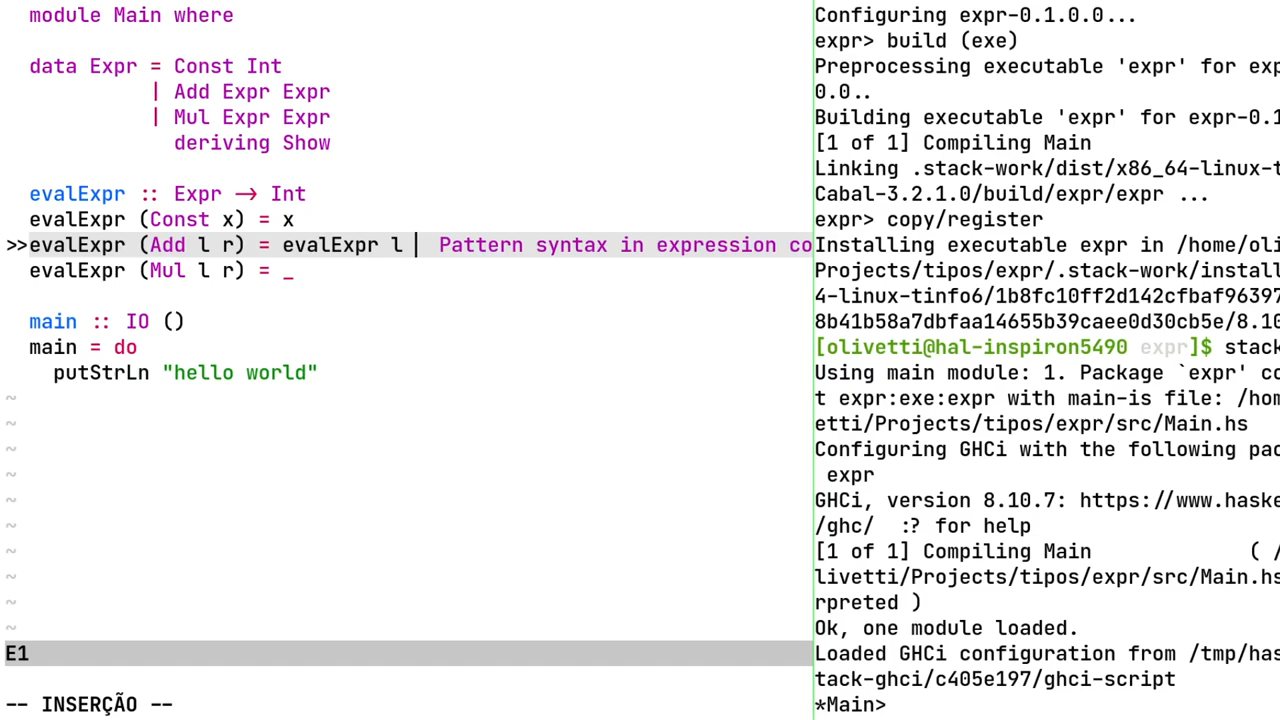 module Main where
data Expr = Const Int
| Add Expr Expr
| Mul Expr Expr
deriving Show
evalExpr :: Expr -> Int
evalExpr (Const x) = x
>>evalExpr (Add l r) = evalExpr l Pattern syntax in expression co
evalExpr (Mul l r) = _
main :: IO ()
main = do
putStrLn "hello world"
~
~
~
~
~
~
~
~
~
~
E1
-- INSERÇÃO --
Configuring expr-0.1.0.0...
expr> build (exe)
Preprocessing executable 'expr' for exp
0.0..
Building executable 'expr' for expr-0.1
[1 of 1] Compiling Main
Linking .stack-work/dist/x86_64-linux-t
Cabal-3.2.1.0/build/expr/expr ...
expr> copy/register
Installing executable expr in /home/oli
Projects/tipos/expr/.stack-work/install
4-linux-tinfo6/1b8fc10ff2d142cfbaf96397
8b41b58a7dbfaa14655b39caee0d30cb5e/8.10
[olivetti@hal-inspiron5490 expr]$ stack
Using main module: 1. Package `expr' co
t expr:exe:expr with main-is file: /hom
etti/Projects/tipos/expr/src/Main.hs
Configuring GHCi with the following pac
expr
GHCi, version 8.10.7: https://www.haske
/ghc/  :? for help
[1 of 1] Compiling Main ( /
livetti/Projects/tipos/expr/src/Main.hs
rpreted )
Ok, one module loaded.
Loaded GHCi configuration from /tmp/has
tack-ghci/c405e197/ghci-script
*Main>